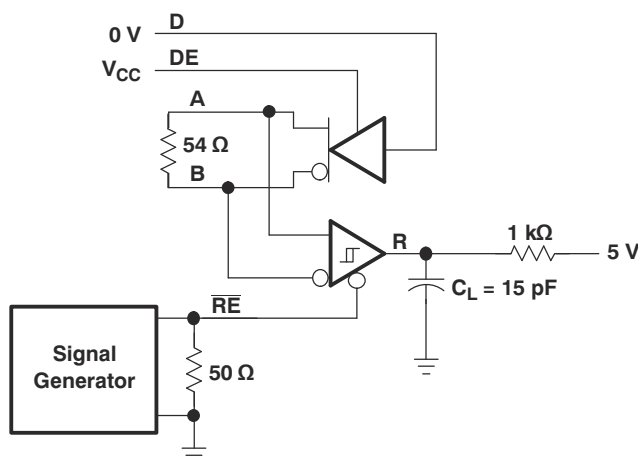 D
0 V
DE
VCC
A
54 Ω
B
R
1 kΩ
5 V
CL = 15 pF
RE
Signal
Generator
50 Ω